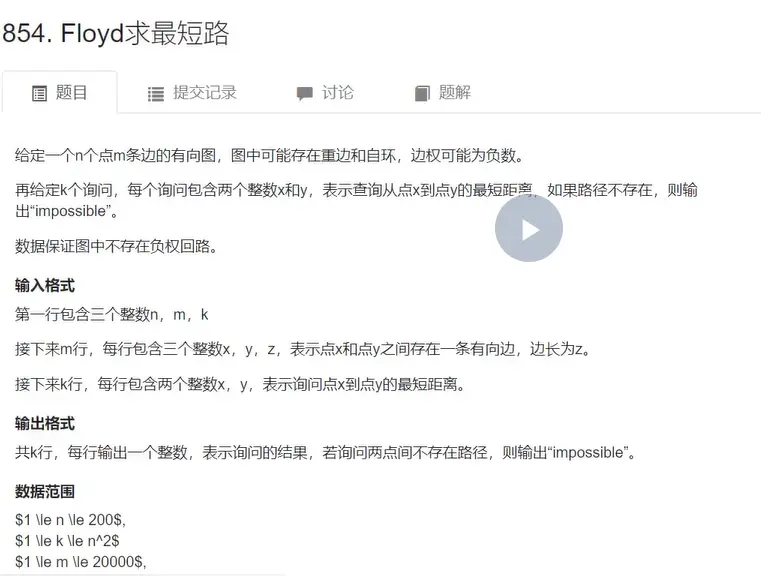 854. Floyd求最短路
题目
提交记录
讨论
题解
给定一个n个点m条边的有向图，图中可能存在重边和自环，边权可能为负数。
再给定k个询问，每个询问包含两个整数x和y，表示查询从点x到点y的最短距离，如果路径不存在，则输
出“impossible”。
数据保证图中不存在负权回路。
输入格式
第一行包含三个整数n，m，k
接下来m行，每行包含三个整数x，y，z，表示点x和点y之间存在一条有向边，边长为z。
接下来k行，每行包含两个整数x，y，表示询问点x到点y的最短距离。
输出格式
共k行，每行输出一个整数，表示询问的结果，若询问两点间不存在路径，则输出“impossible”。
数据范围
$1 \le n \le 200$,
$1 \le k \le n^2$
$1 \le m \le 20000$,